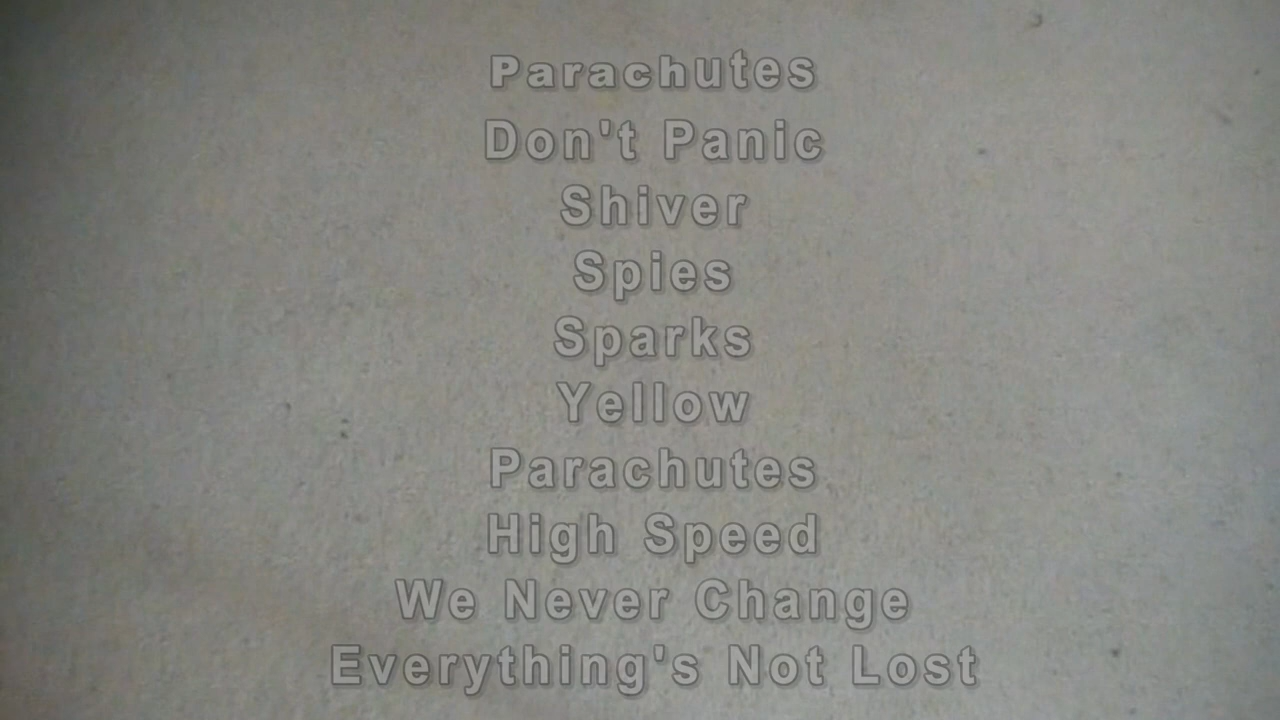 Parachutes
Don't Panic
Shiver
Spies
Sparks
Yellow
Parachutes
High Speed
We Never Change
Everything's Not Lost